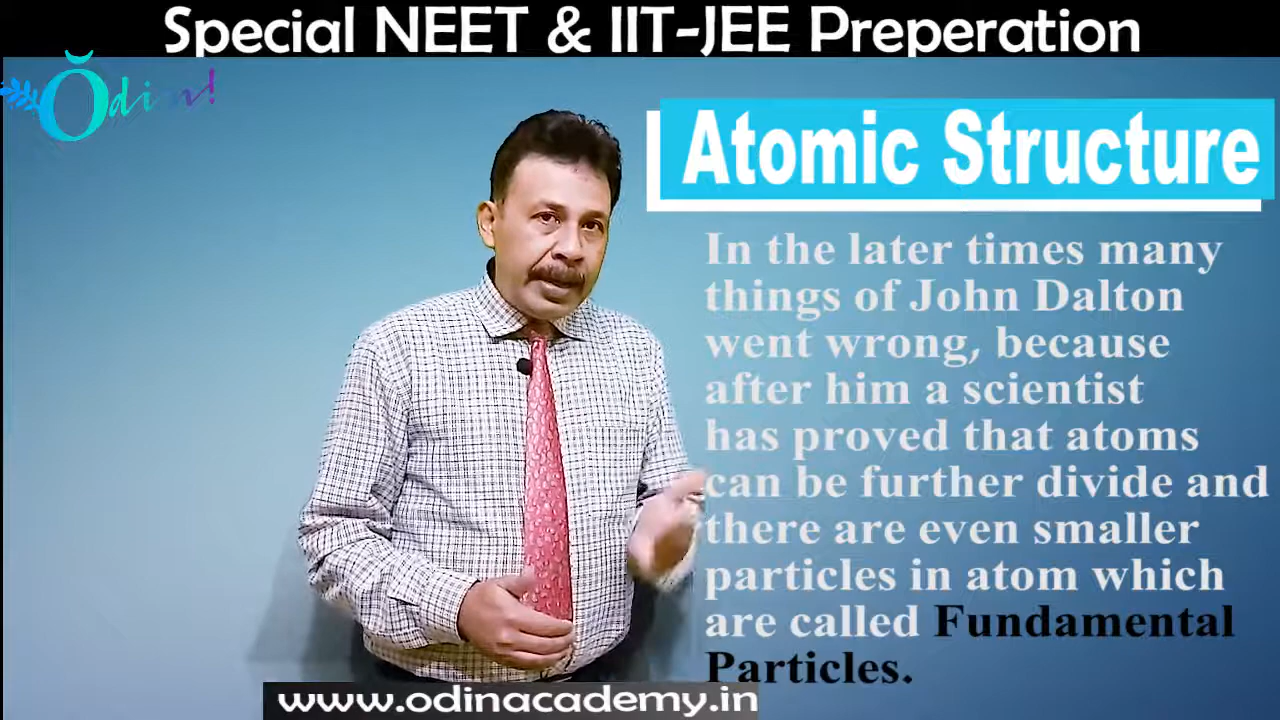 Special NEET & IIT-JEE Preperation
Odin!
Atomic Structure
In the later times many
things of John Dalton
went wrong, because
after him a scientist
has proved that atoms
can be further divide and
there are even smaller
particles in atom which
are called Fundamental
Particles.
www.odinacademy.in